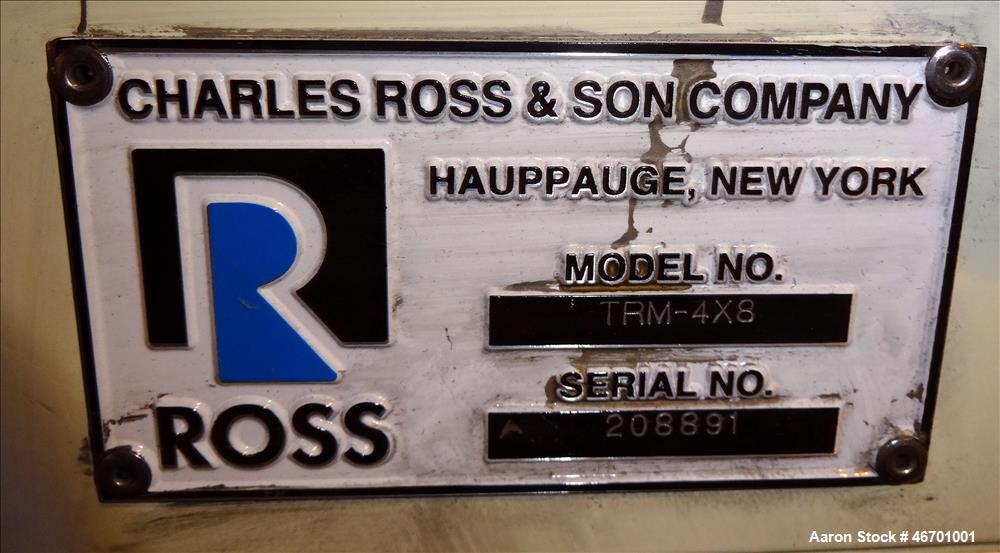 CHARLES ROSS & SON COMPANY
HAUPPAUGE, NEW YORK
R
ROSS
MODEL NO.
TRM-4X8
SERIAL NO.
208891
Aaron Stock # 46701001